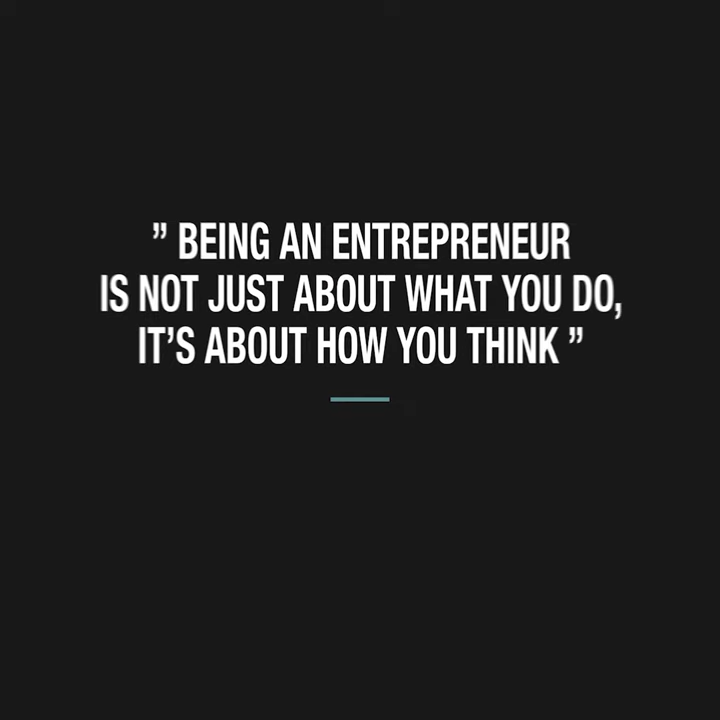 ” BEING AN ENTREPRENEUR
IS NOT JUST ABOUT WHAT YOU DO,
IT’S ABOUT HOW YOU THINK ”